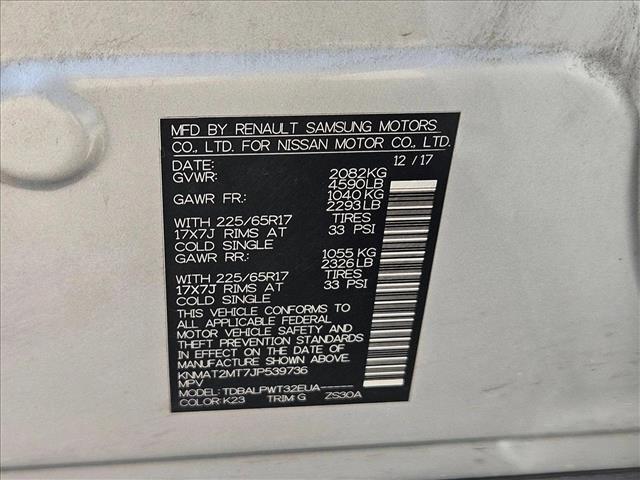 MFD BY RENAULT SAMSUNG MOTORS
CO., LTD. FOR NISSAN MOTOR CO., LTD.
DATE: 12 / 17
GVWR: 2082KG
4590LB
GAWR FR: 1040 KG
2293LB
WITH 225/65R17 TIRES
17X7J RIMS AT 33 PSI
COLD SINGLE
GAWR RR: 1055 KG
2326LB
WITH 225/65R17 TIRES
17X7J RIMS AT 33 PSI
COLD SINGLE
THIS VEHICLE CONFORMS TO
ALL APPLICABLE FEDERAL
MOTOR VEHICLE SAFETY AND
THEFT PREVENTION STANDARDS
IN EFFECT ON THE DATE OF
MANUFACTURE SHOWN ABOVE.
KNMAT2MT7JP539736
MPV
MODEL: TDBALPWT32EUA-----
COLOR:K23 TRIM:G ZS30A